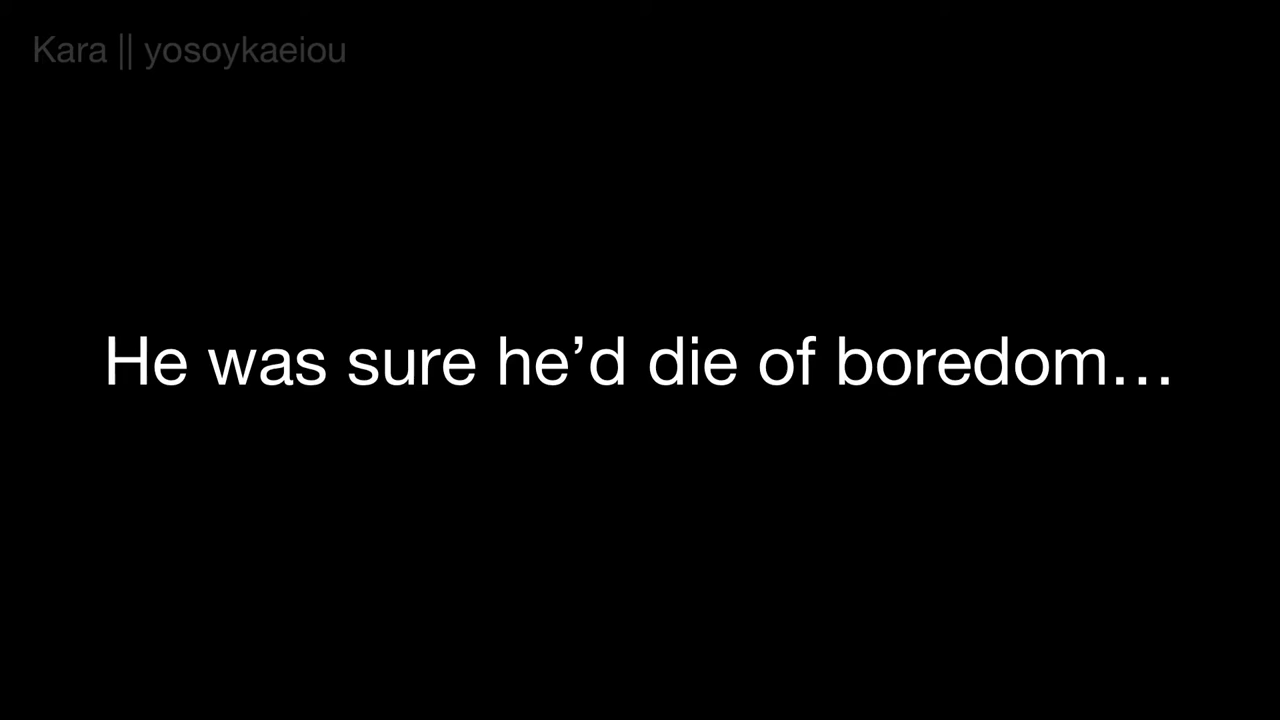 Kara || yosoykaeiou
He was sure he’d die of boredom…